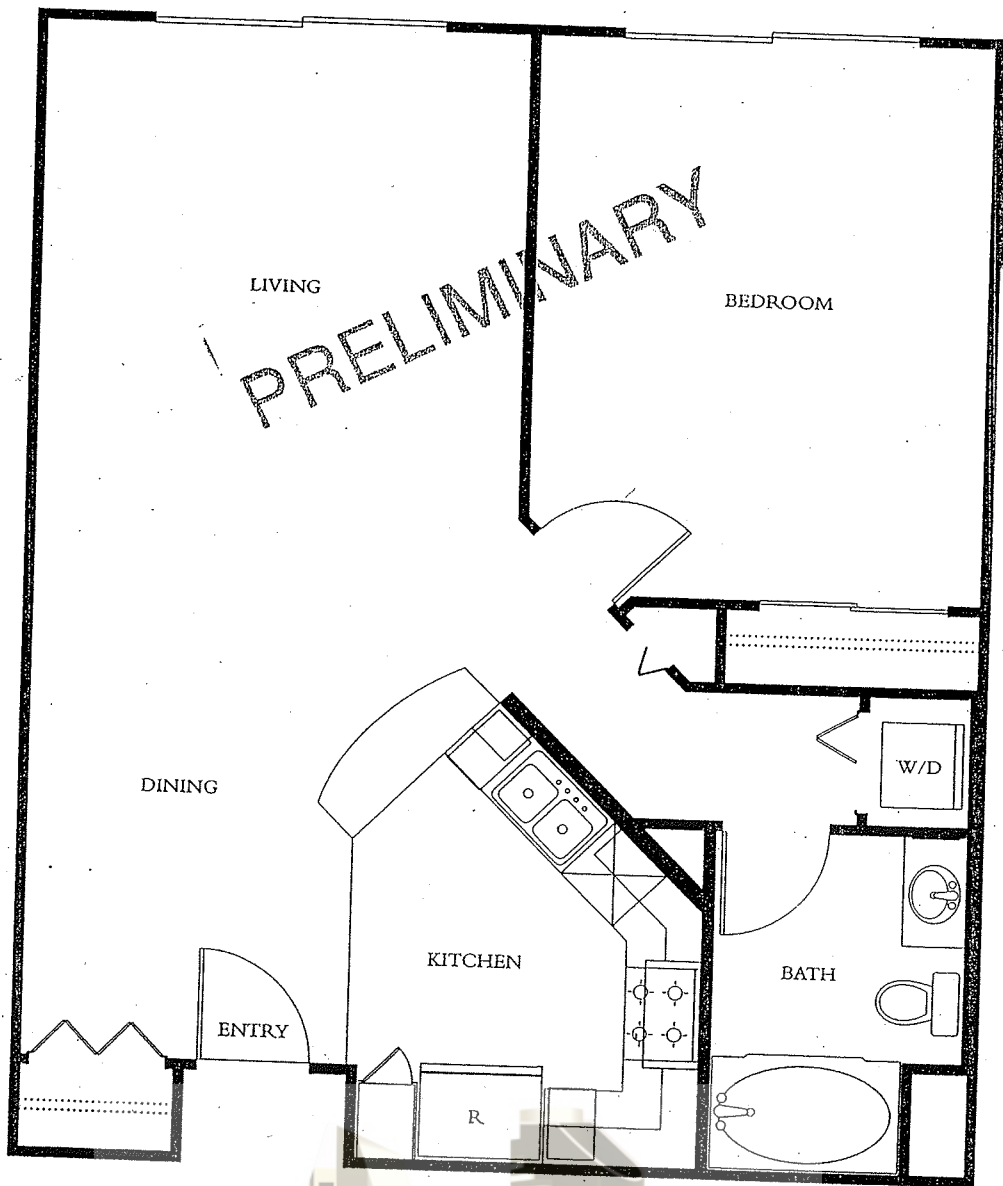 LIVING
BEDROOM
PRELIMINARY
DINING
W/D
KITCHEN
BATH
ENTRY
R